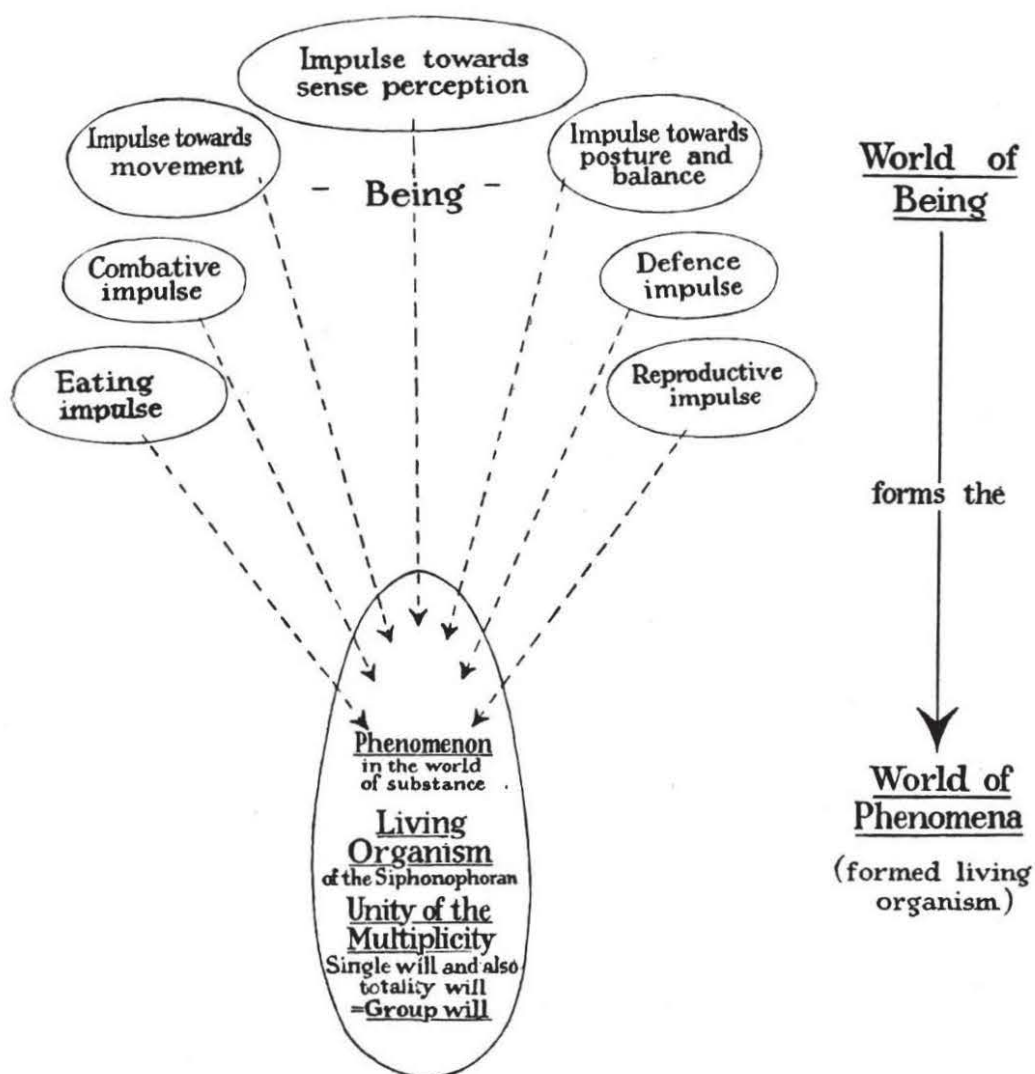 Impulse towards
sense perception
Impulse towards
movement
Impulse towards
posture and
balance
- Being -
Combative
impulse
Defence
impulse
Eating
impulse
Reproductive
impulse
Phenomenon
in the world
of substance
Living
Organism
of the Siphonophoran
Unity of the
Multiplicity
Single will and also
totality will
=Group will
World of
Being
forms the
World of
Phenomena
(formed living
organism)